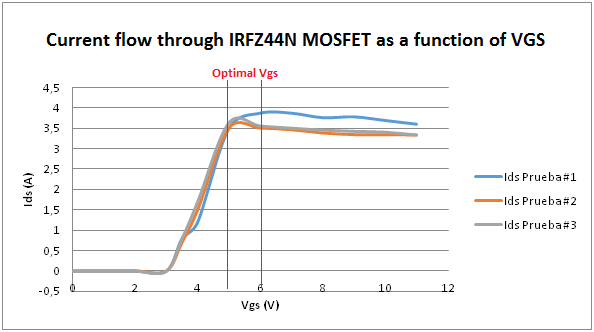 Current flow through IRFZ44N MOSFET as a function of VGS
Optimal Vgs
4,5
4
3,5
3
2,5
2
1,5
1
0,5
0
-0,5
Ids (A)
0
2
4
6
8
10
12
Vgs (V)
Ids Prueba#1
Ids Prueba#2
Ids Prueba#3